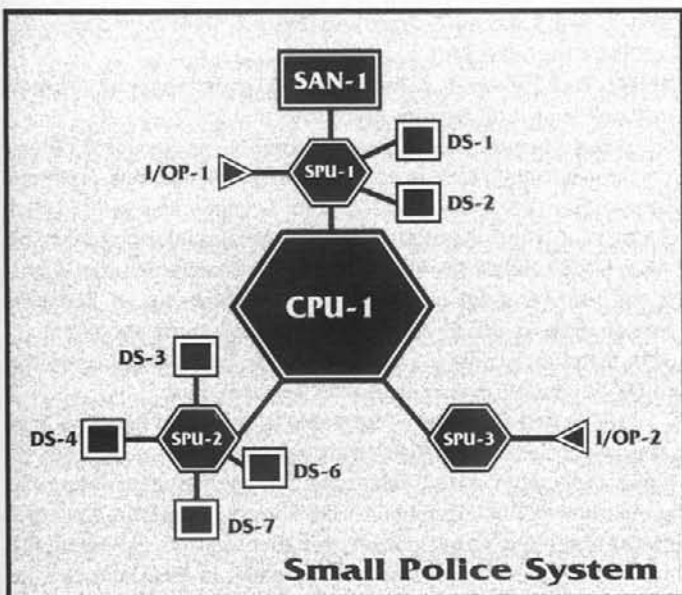 SAN-1
DS-1
I/OP-1
SPU-1
DS-2
CPU-1
DS-3
DS-4
SPU-2
SPU-3
I/OP-2
DS-6
DS-7
Small Police System